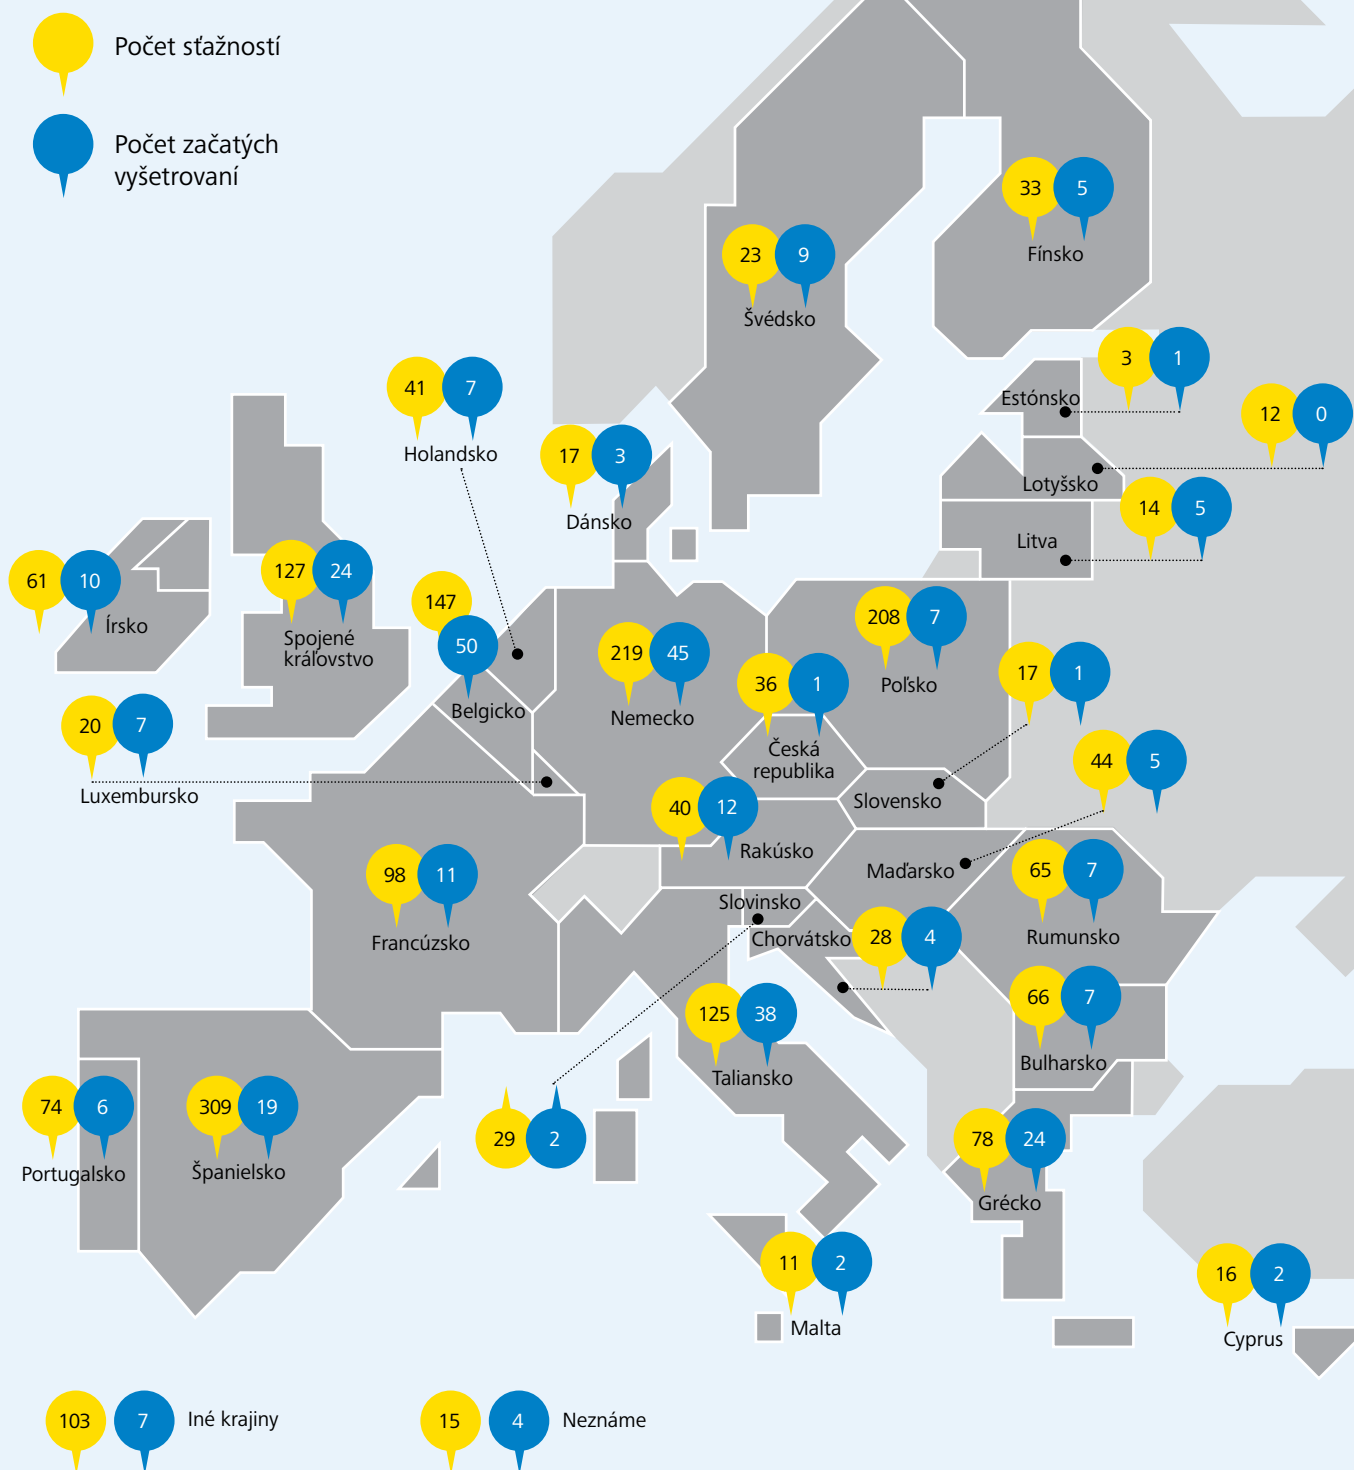 Počet sťažností
Počet začatých
vyšetrovaní
33 5
Fínsko
23 9
Švédsko
3 1
Estónsko
12 0
Lotyšsko
14 5
Litva
41 7
Holandsko
17 3
Dánsko
61 10
Írsko
127 24
Spojené
kráľovstvo
147
50
Belgicko
219 45
Nemecko
208 7
Poľsko
36 1
Česká
republika
17 1
Slovensko
20 7
Luxembursko
44 5
Maďarsko
40 12
Rakúsko
98 11
Francúzsko
65 7
Rumunsko
Slovinsko
29 2
Chorvátsko
28 4
66 7
Bulharsko
125 38
Taliansko
74 6
Portugalsko
309 19
Španielsko
78 24
Grécko
11 2
Malta
16 2
Cyprus
103 7 Iné krajiny
15 4 Neznáme